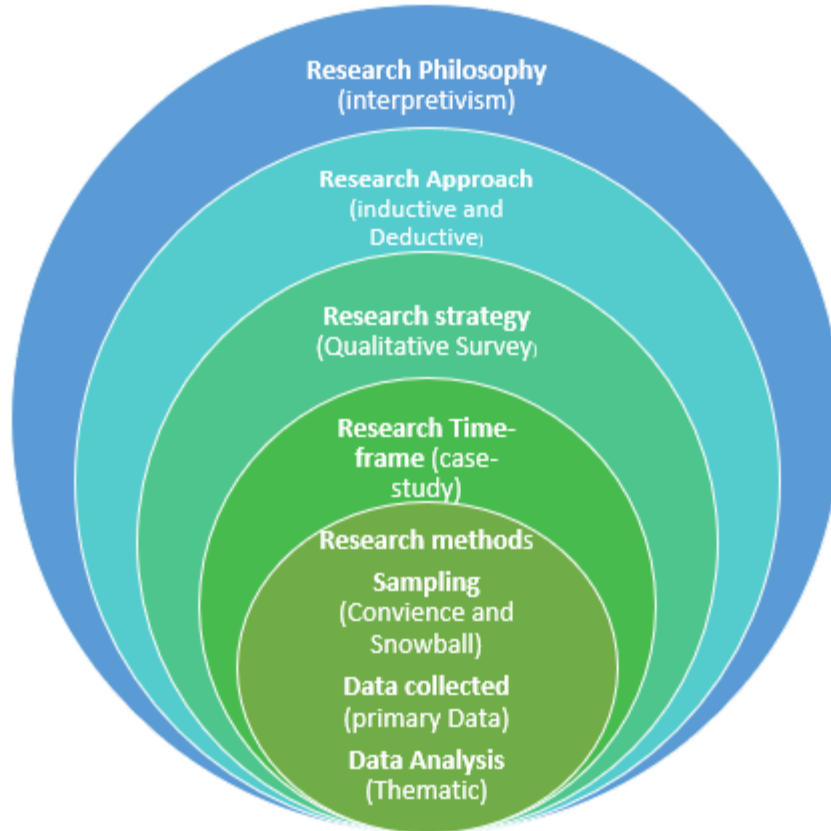 Research Philosophy
(interpretivism)
Research Approach
(inductive and
Deductive)
Research strategy
(Qualitative Survey)
Research Time-
frame (case-
study)
Research methods
Sampling
(Convience and
Snowball)
Data collected
(primary Data)
Data Analysis
(Thematic)